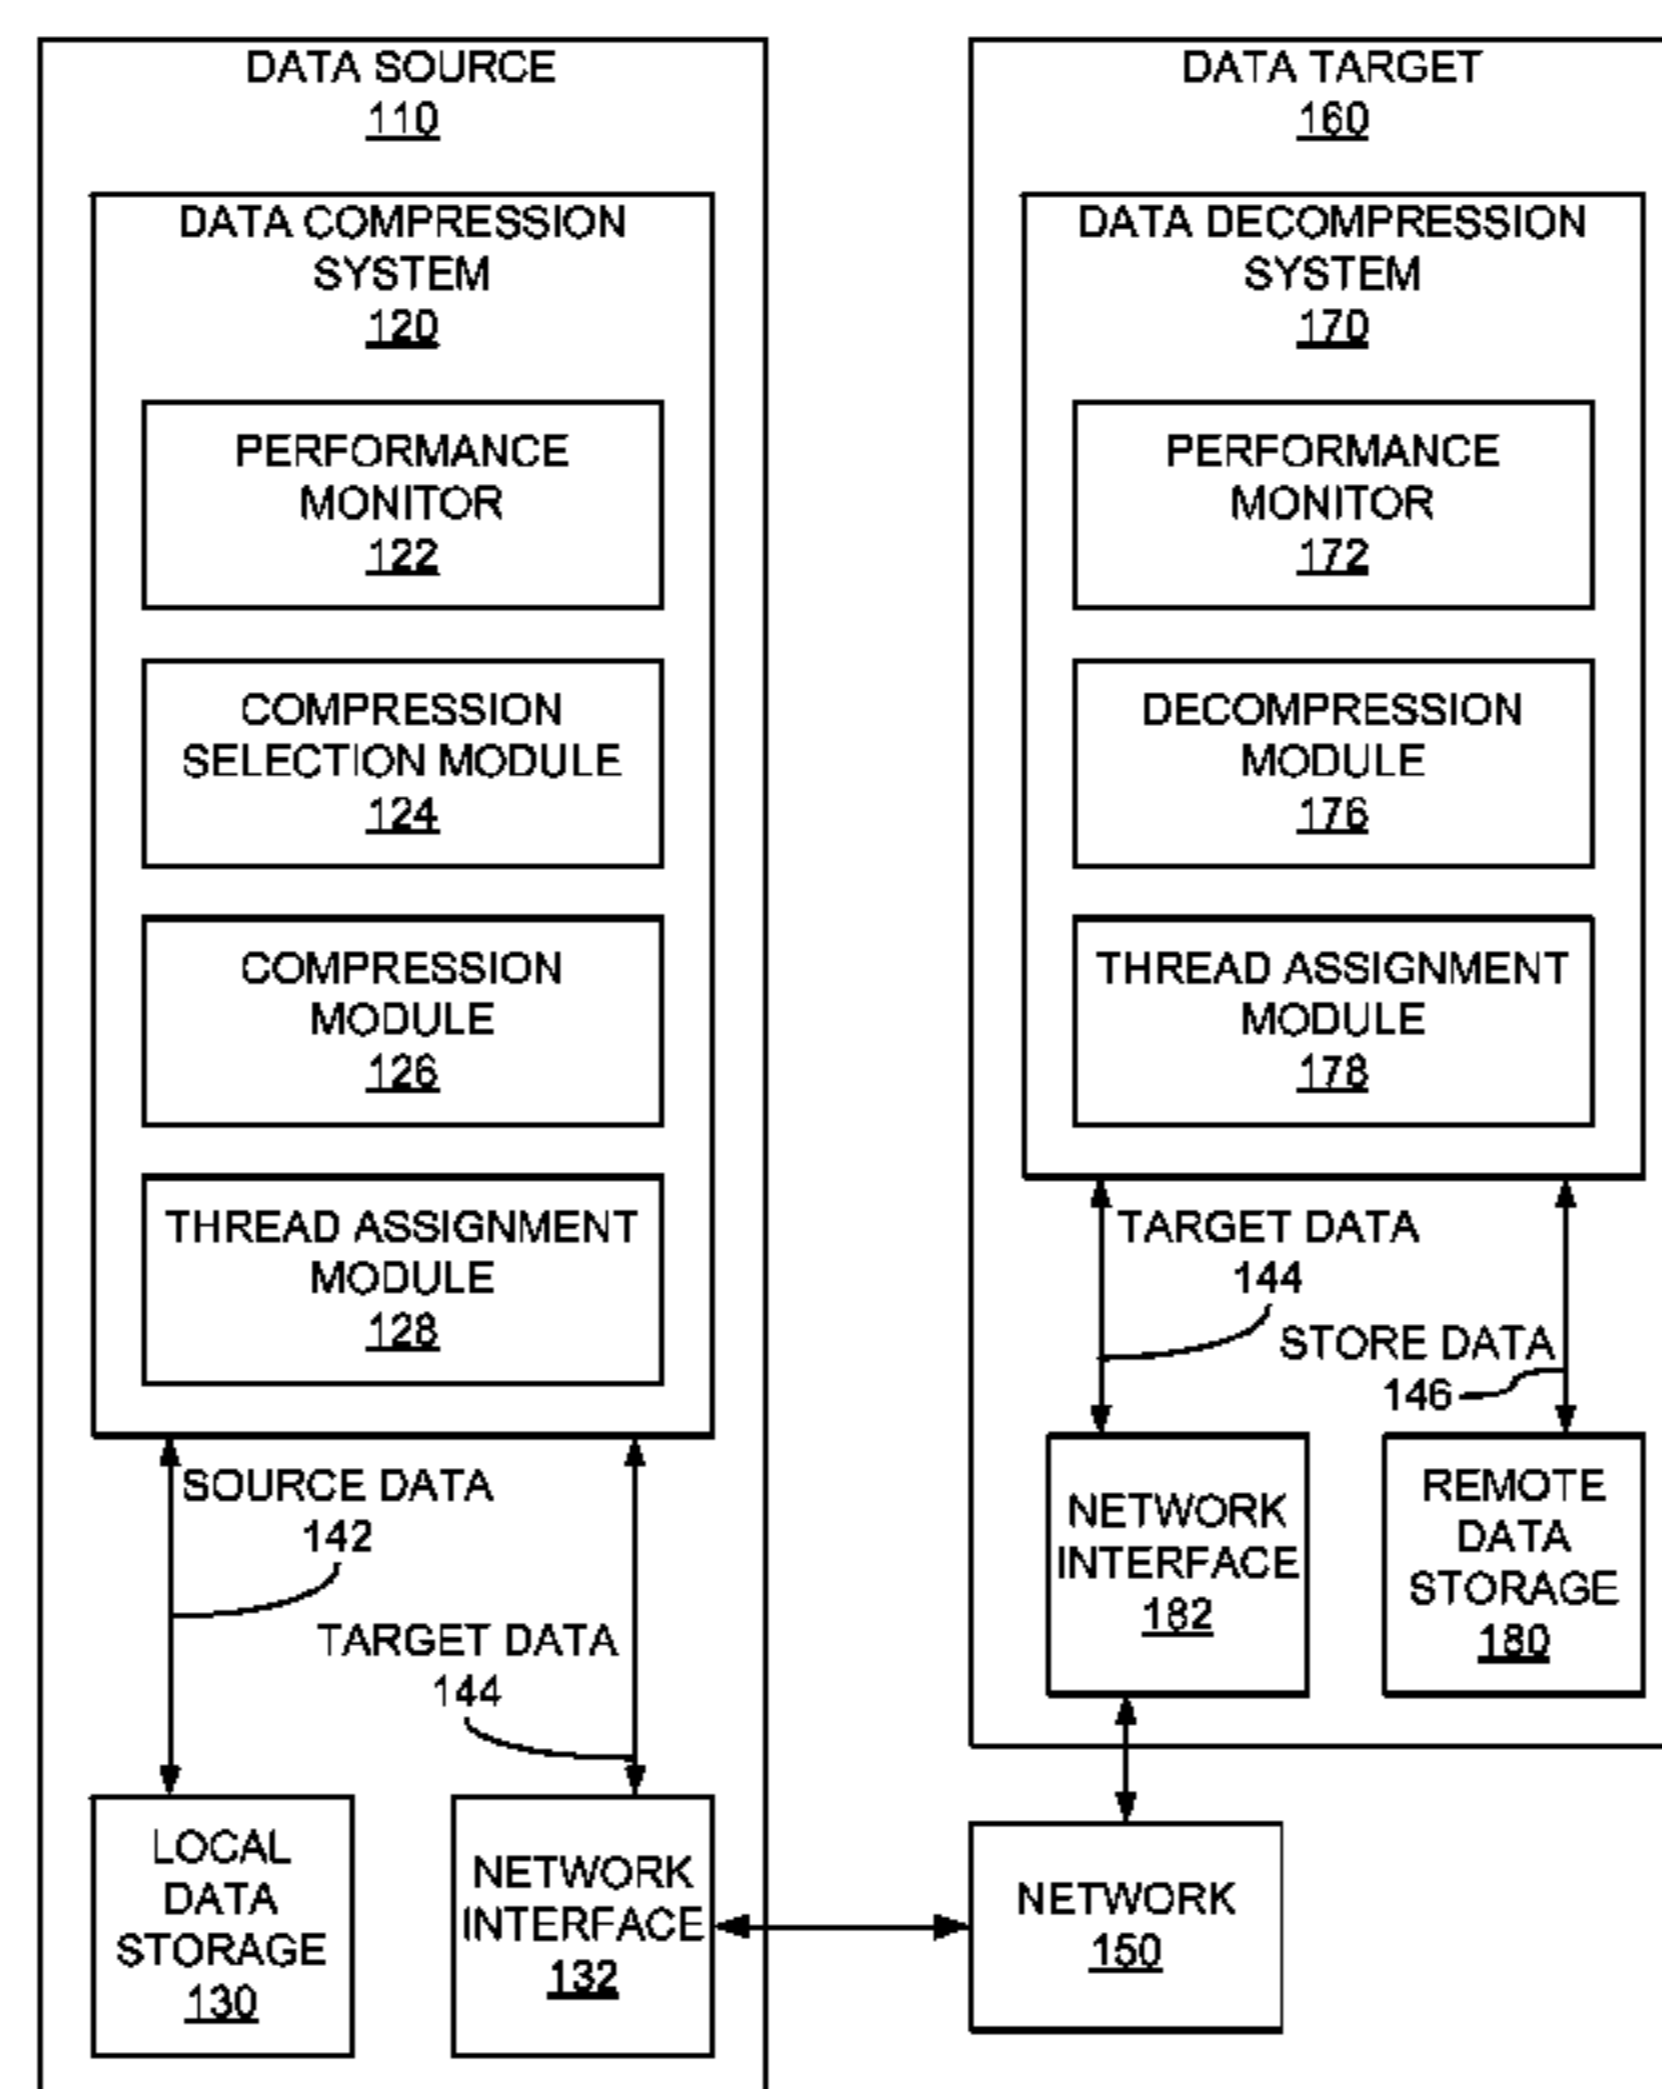 DATA SOURCE
110
DATA COMPRESSION
SYSTEM
120
PERFORMANCE
MONITOR
122
COMPRESSION
SELECTION MODULE
124
COMPRESSION
MODULE
126
THREAD ASSIGNMENT
MODULE
128
SOURCE DATA
142
TARGET DATA
144
LOCAL
DATA
STORAGE
130
NETWORK
INTERFACE
132
DATA TARGET
160
DATA DECOMPRESSION
SYSTEM
170
PERFORMANCE
MONITOR
172
DECOMPRESSION
MODULE
176
THREAD ASSIGNMENT
MODULE
178
TARGET DATA
144
STORE DATA
146
NETWORK
INTERFACE
182
REMOTE
DATA
STORAGE
180
NETWORK
150